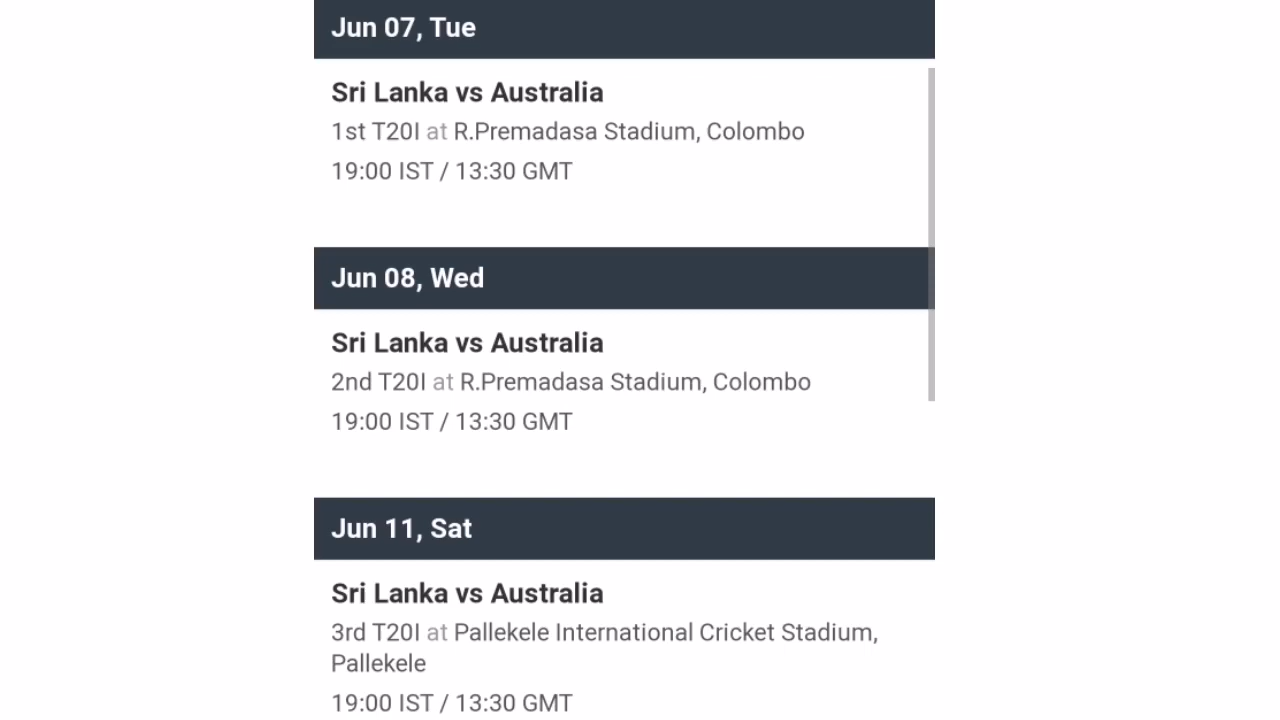 Jun 07, Tue
Sri Lanka vs Australia
1st T20I at R.Premadasa Stadium, Colombo
19:00 IST / 13:30 GMT
Jun 08, Wed
Sri Lanka vs Australia
2nd T20I at R.Premadasa Stadium, Colombo
19:00 IST / 13:30 GMT
Jun 11, Sat
Sri Lanka vs Australia
3rd T20I at Pallekele International Cricket Stadium,
Pallekele
19:00 IST / 13:30 GMT